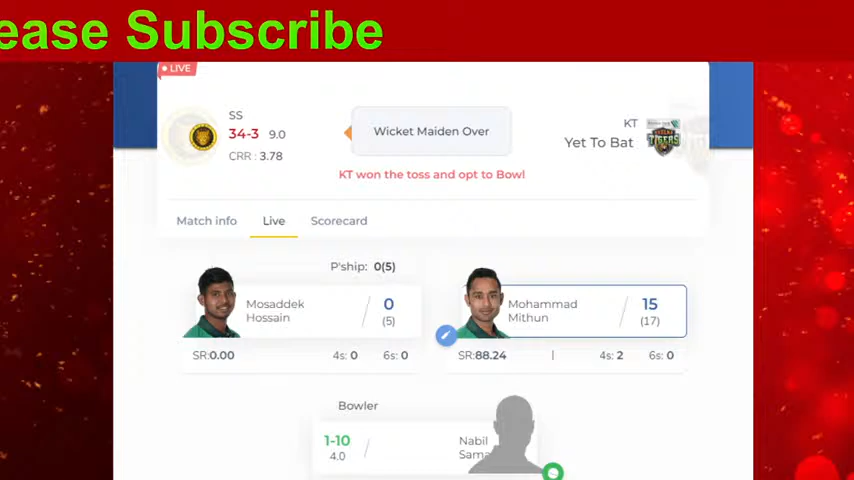 ease Subscribe
LIVE
SS
34-3 9.0
CRR : 3.78
Wicket Maiden Over
KT
Yet To Bat
TIGERS
KT won the toss and opt to Bowl
Match info Live Scorecard
P'ship: 0(5)
Mosaddek
Hossain
0
(5)
SR:0.00 4s: 0 6s: 0
Mohammad
Mithun
15
(17)
SR:88.24 | 4s: 2 6s: 0
Bowler
1-10
4.0
Nabil
Sama